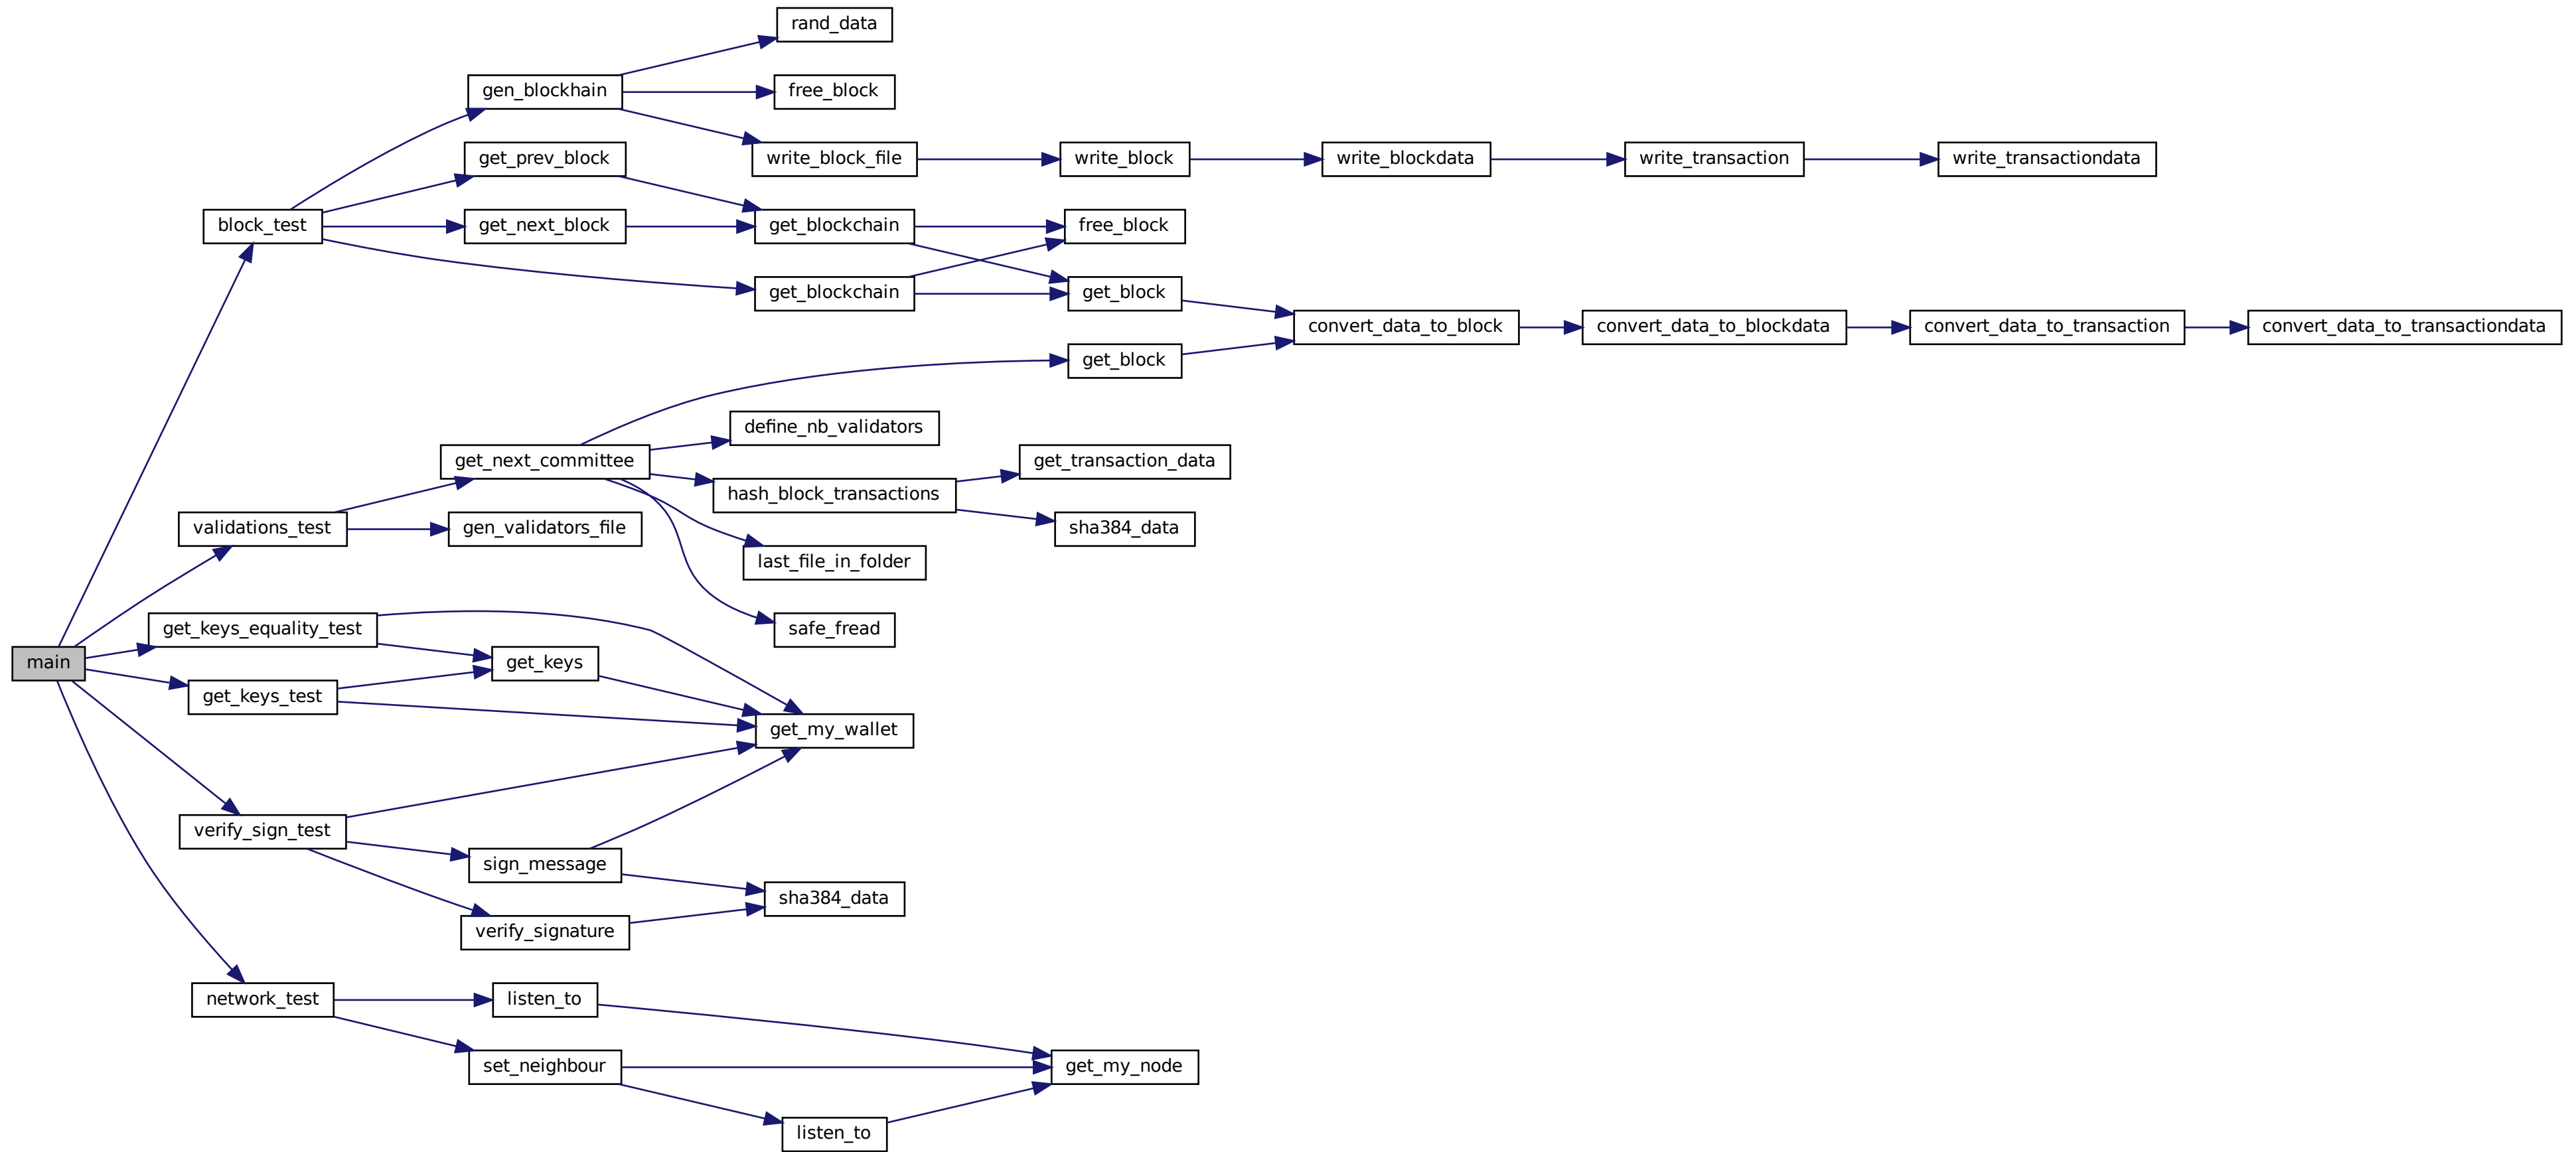 rand_data
gen_blockhain
free_block
get_prev_block
write_block_file
write_block
write_blockdata
write_transaction
write_transactiondata
block_test
get_next_block
get_blockchain
free_block
get_blockchain
get_block
convert_data_to_block
convert_data_to_blockdata
convert_data_to_transaction
convert_data_to_transactiondata
get_block
define_nb_validators
get_next_committee
get_transaction_data
hash_block_transactions
validations_test
gen_validators_file
sha384_data
last_file_in_folder
get_keys_equality_test
safe_fread
main
get_keys
get_keys_test
get_my_wallet
verify_sign_test
sign_message
sha384_data
verify_signature
network_test
listen_to
set_neighbour
get_my_node
listen_to